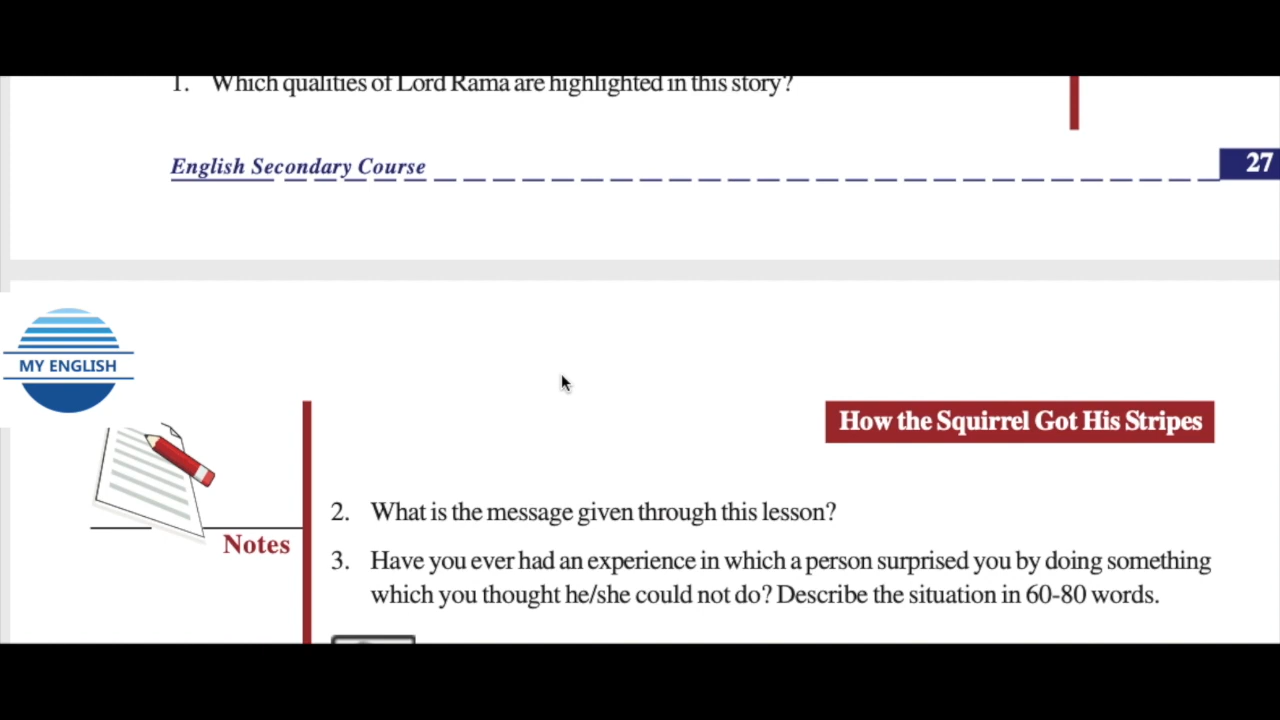 1. Which qualities of Lord Rama are highlighted in this story?
English Secondary Course
27
MY ENGLISH
How the Squirrel Got His Stripes
2. What is the message given through this lesson?
Notes
3. Have you ever had an experience in which a person surprised you by doing something
which you thought he/she could not do? Describe the situation in 60-80 words.